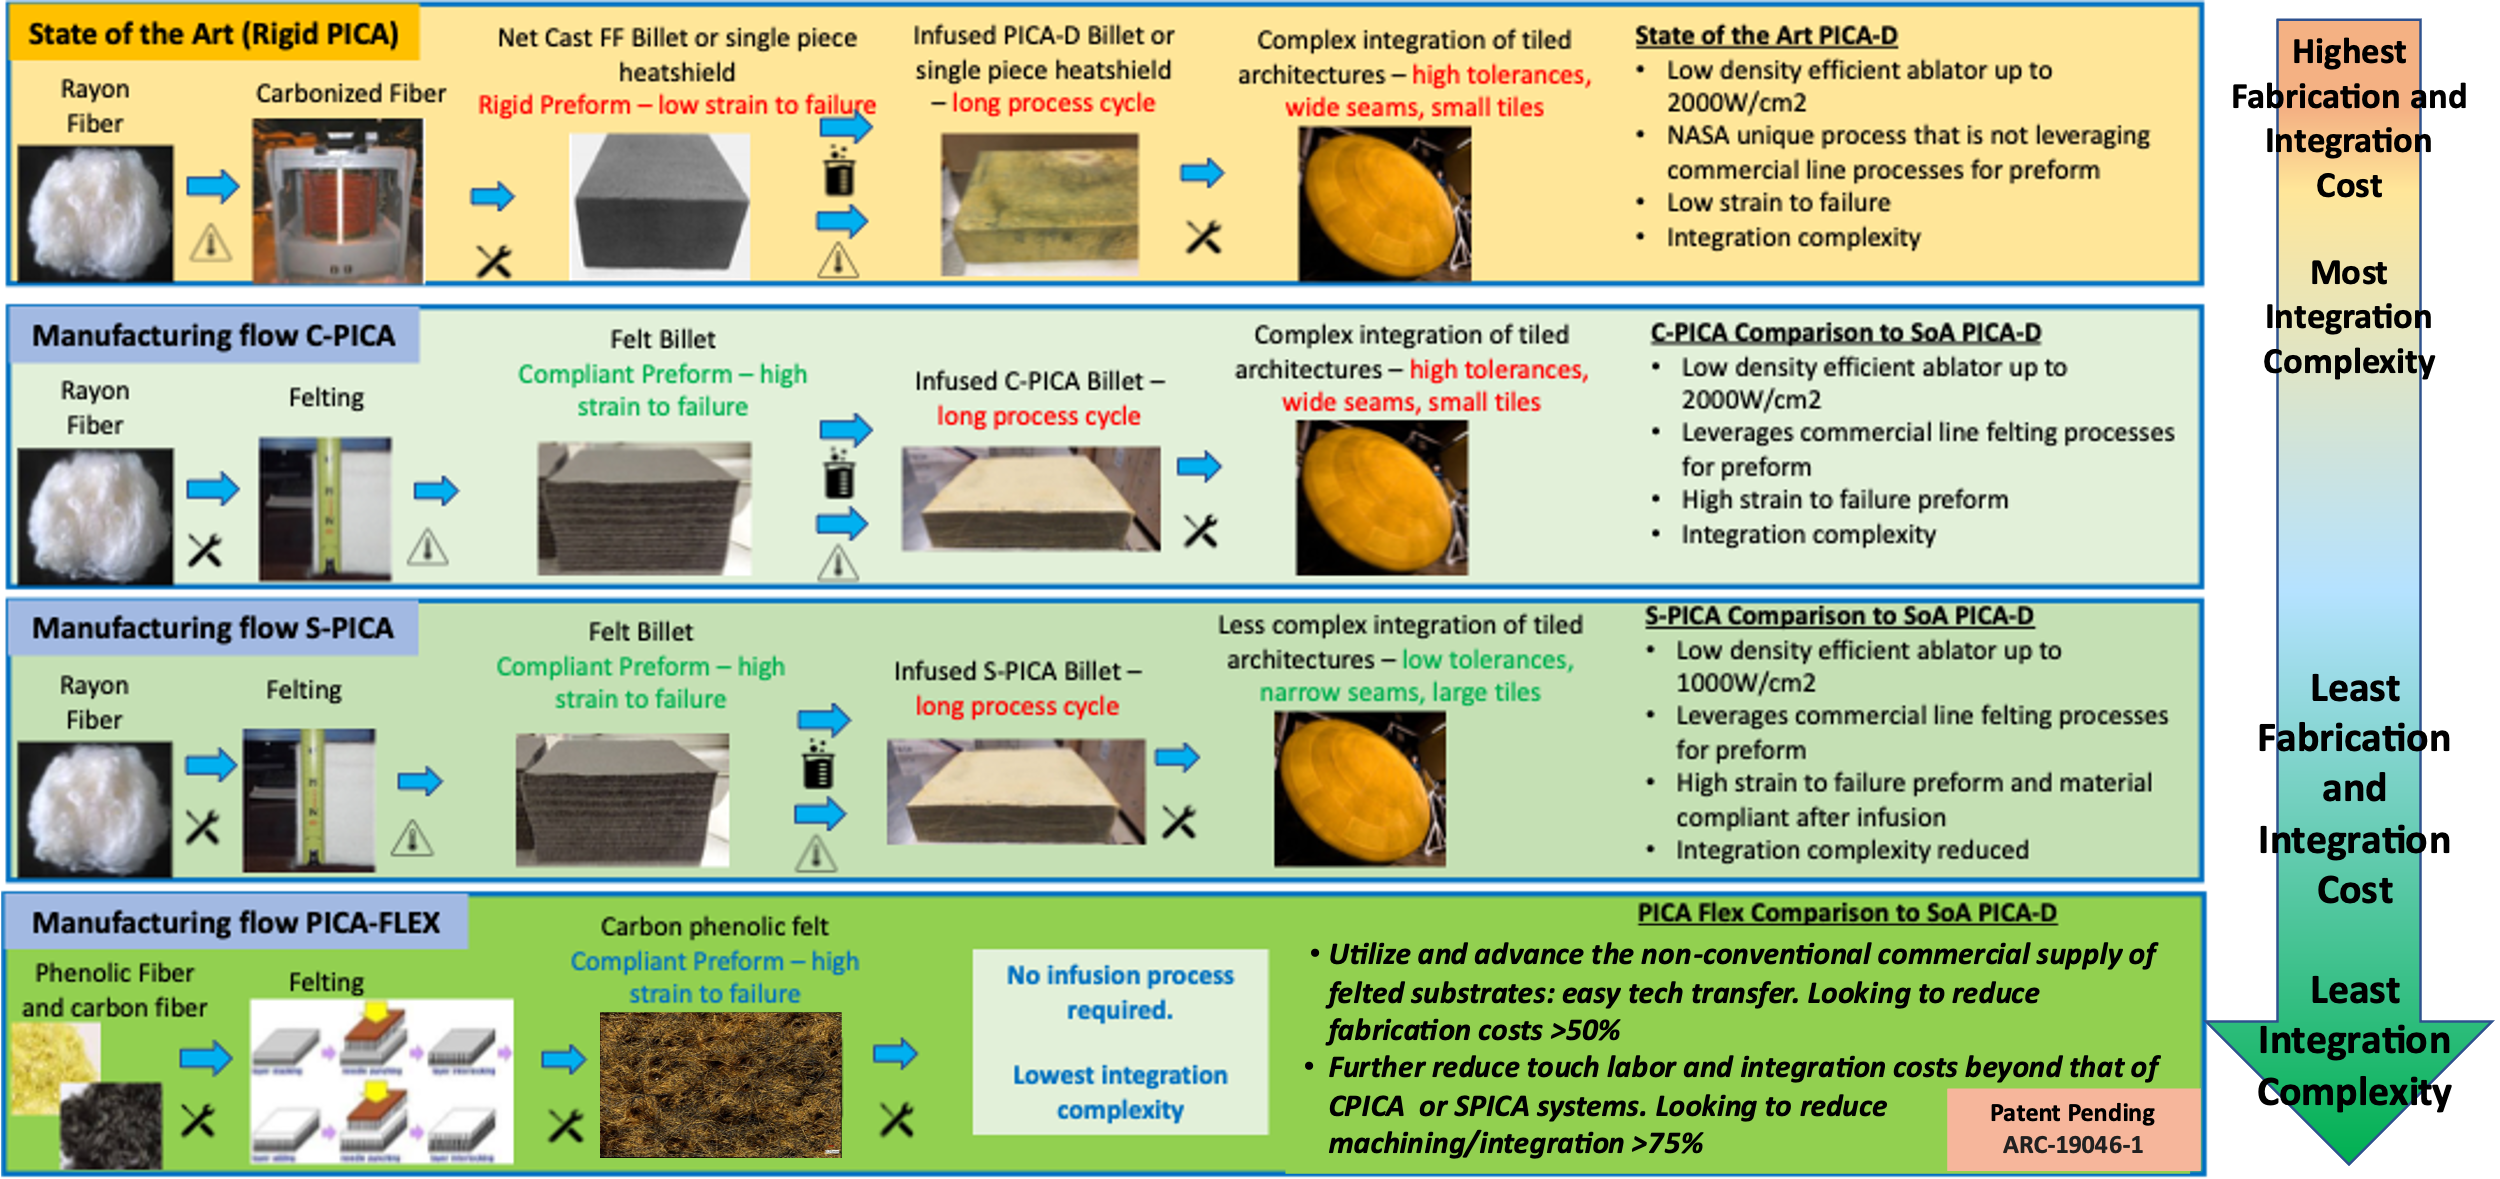 State of the Art (Rigid PICA)
Rayon
Fiber
Carbonized Fiber
Net Cast FF Billet or single piece
heatshield
Rigid Preform – low strain to failure
Infused PICA-D Billet or
single piece heatshield
– long process cycle
Complex integration of tiled
architectures – high tolerances,
wide seams, small tiles
State of the Art PICA-D
• Low density efficient ablator up to
2000W/cm2
• NASA unique process that is not leveraging
commercial line processes for preform
• Low strain to failure
• Integration complexity
Manufacturing flow C-PICA
Rayon
Fiber
Felting
Felt Billet
Compliant Preform – high
strain to failure
Infused C-PICA Billet –
long process cycle
Complex integration of tiled
architectures – high tolerances,
wide seams, small tiles
C-PICA Comparison to SoA PICA-D
• Low density efficient ablator up to
2000W/cm2
• Leverages commercial line felting processes
for preform
• High strain to failure preform
• Integration complexity
Manufacturing flow S-PICA
Rayon
Fiber
Felting
Felt Billet
Compliant Preform – high
strain to failure
Infused S-PICA Billet –
long process cycle
Less complex integration of tiled
architectures – low tolerances,
narrow seams, large tiles
S-PICA Comparison to SoA PICA-D
• Low density efficient ablator up to
1000W/cm2
• Leverages commercial line felting processes
for preform
• High strain to failure preform and material
compliant after infusion
• Integration complexity reduced
Manufacturing flow PICA-FLEX
Phenolic Fiber
and carbon fiber
Felting
layer stacking
needle punching
layer interlocking
layer adding
needle punching
layer interlocking
Carbon phenolic felt
Compliant Preform – high
strain to failure
No infusion process
required.
Lowest integration
complexity
PICA Flex Comparison to SoA PICA-D
• Utilize and advance the non-conventional commercial supply of
felted substrates: easy tech transfer. Looking to reduce
fabrication costs >50%
• Further reduce touch labor and integration costs beyond that of
CPICA or SPICA systems. Looking to reduce
machining/integration >75%
Patent Pending
ARC-19046-1
Highest
Fabrication and
Integration
Cost
Most
Integration
Complexity
Least
Fabrication
and
Integration
Cost
Least
Integration
Complexity